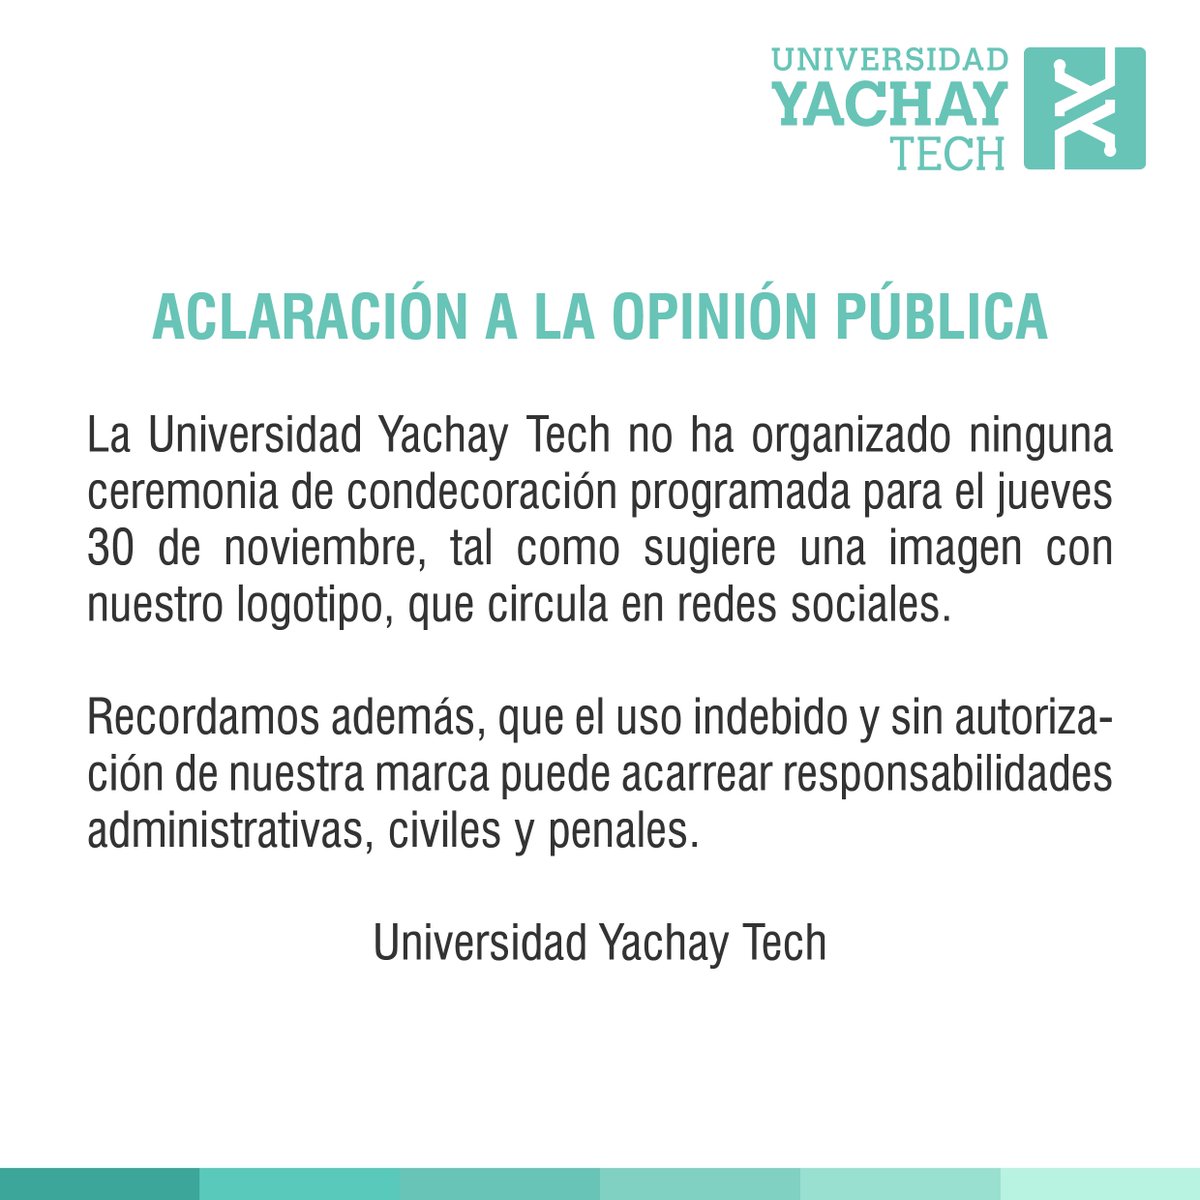 UNIVERSIDAD
YACHAY
TECH
ACLARACIÓN A LA OPINIÓN PÚBLICA
La Universidad Yachay Tech no ha organizado ninguna
ceremonia de condecoración programada para el jueves
30 de noviembre, tal como sugiere una imagen con
nuestro logotipo, que circula en redes sociales.
Recordamos además, que el uso indebido y sin autoriza-
ción de nuestra marca puede acarrear responsabilidades
administrativas, civiles y penales.
Universidad Yachay Tech